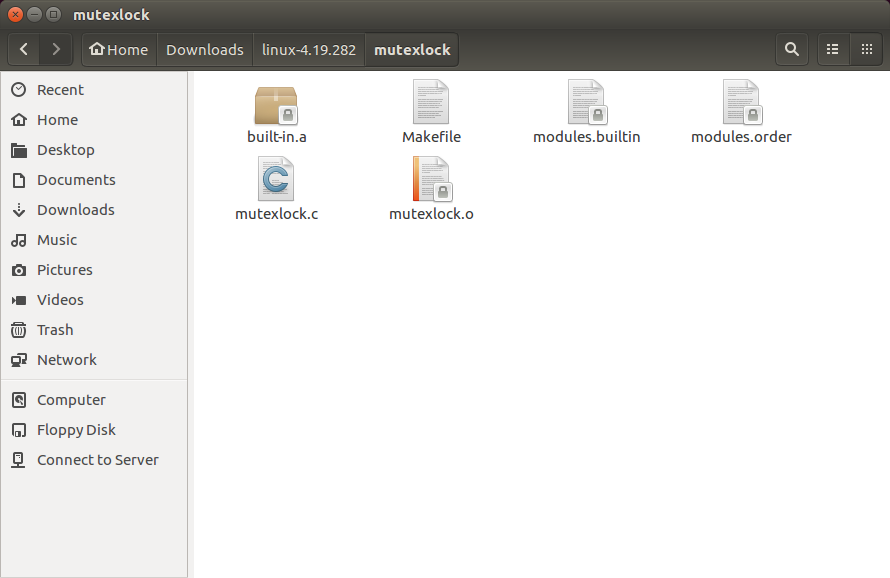 mutexlock
Home Downloads linux-4.19.282 mutexlock
Recent
Home
Desktop
Documents
Downloads
Music
Pictures
Videos
Trash
Network
Computer
Floppy Disk
Connect to Server
built-in.a Makefile modules.builtin modules.order
mutexlock.c mutexlock.o